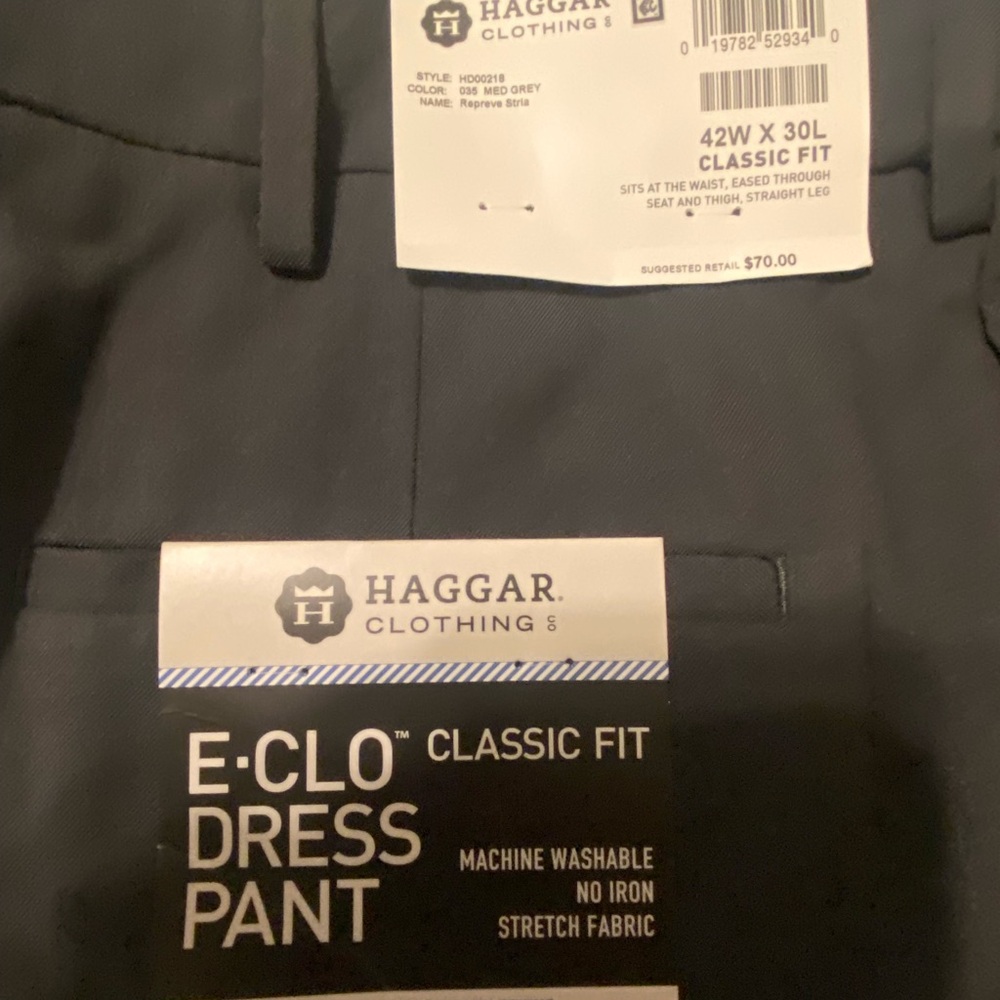 HAGGAR
CLOTHING CO
0 19782 52934 0
STYLE: HD00218
COLOR: 035 MED GREY
NAME: Repreve Stria
42W X 30L
CLASSIC FIT
SITS AT THE WAIST, EASED THROUGH
SEAT AND THIGH, STRAIGHT LEG
SUGGESTED RETAIL $70.00
H
HAGGAR.
CLOTHING CO
E·CLO™ CLASSIC FIT
DRESS
PANT
MACHINE WASHABLE
NO IRON
STRETCH FABRIC